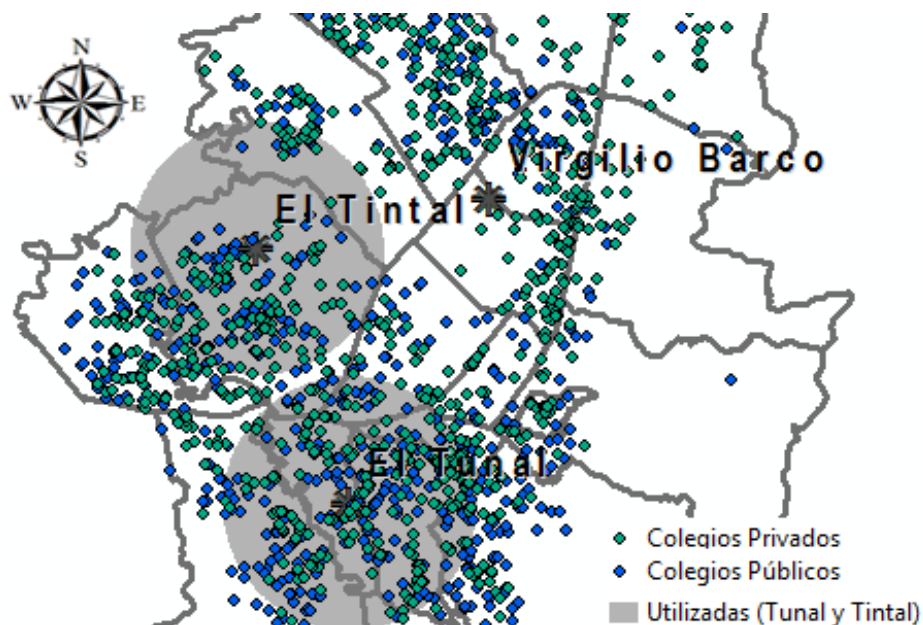 N
W E
S
Virgilio Barco
El Tintal
El Tunal
Colegios Privados
Colegios Públicos
Utilizadas (Tunal y Tintal)